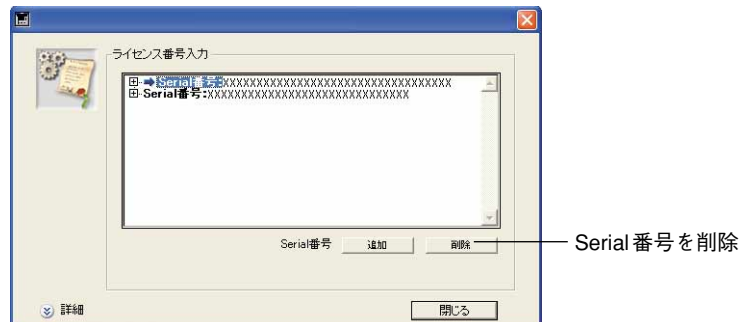 ライセンス番号入力
Serial番号:XXXXXXXXXXXXXXXXXXXXXXXXXXXXXXXXX
Serial番号:XXXXXXXXXXXXXXXXXXXXXXXXXXXXX
Serial番号 追加 削除
Serial番号を削除
詳細 閉じる